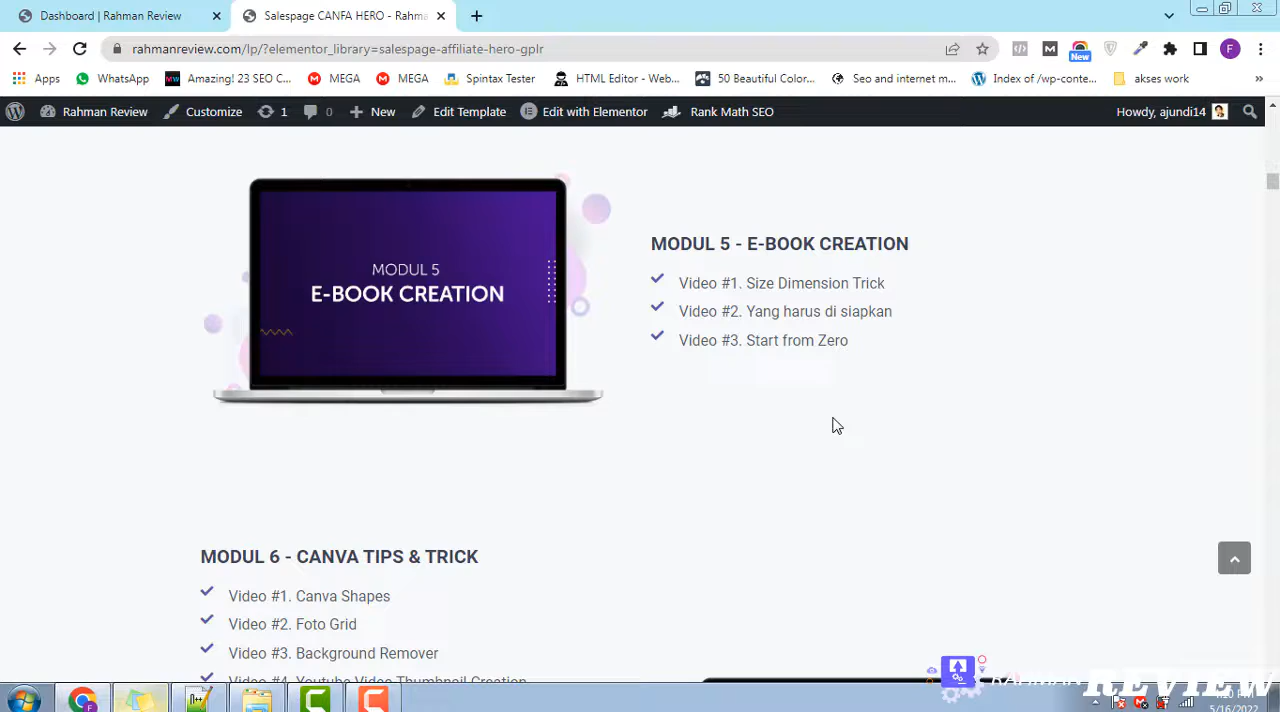 Dashboard | Rahman Review
Salespage CANFA HERO - Rahma
rahmanreview.com/lp/?elementor_library=salespage-affiliate-hero-gplr
New
F
Apps
WhatsApp
Amazing! 23 SEO C...
MEGA
MEGA
Spintax Tester
HTML Editor - Web...
50 Beautiful Color...
Seo and internet m...
Index of /wp-conte...
akses work
»
Rahman Review
Customize
1
0
New
Edit Template
Edit with Elementor
Rank Math SEO
Howdy, ajundi14
MODUL 5
E-BOOK CREATION
MODUL 5 - E-BOOK CREATION
Video #1. Size Dimension Trick
Video #2. Yang harus di siapkan
Video #3. Start from Zero
MODUL 6 - CANVA TIPS & TRICK
Video #1. Canva Shapes
Video #2. Foto Grid
Video #3. Background Remover
REVIEW
5/16/2022